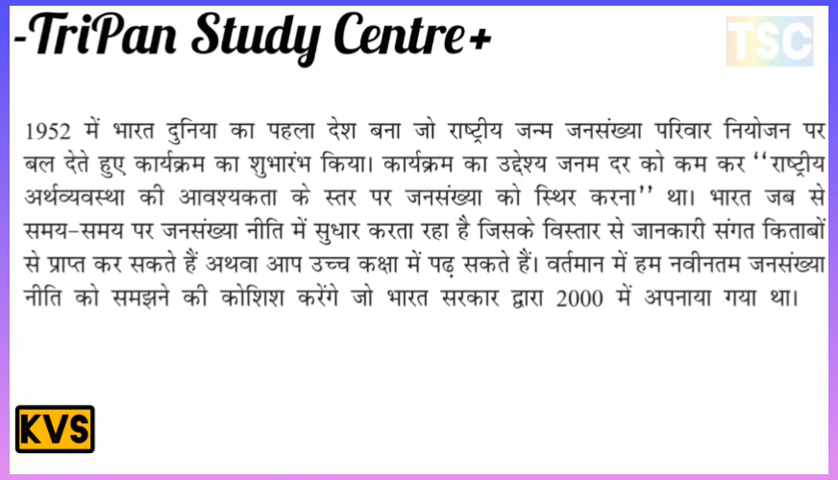 -TriPan Study Centre+
TSC
1952 में भारत दुनिया का पहला देश बना जो राष्ट्रीय जन्म जनसंख्या परिवार नियोजन पर
बल देते हुए कार्यक्रम का शुभारंभ किया। कार्यक्रम का उद्देश्य जनम दर को कम कर ‘‘राष्ट्रीय
अर्थव्यवस्था की आवश्यकता के स्तर पर जनसंख्या को स्थिर करना’’ था। भारत जब से
समय-समय पर जनसंख्या नीति में सुधार करता रहा है जिसके विस्तार से जानकारी संगत किताबों
से प्राप्त कर सकते हैं अथवा आप उच्च कक्षा में पढ़ सकते हैं। वर्तमान में हम नवीनतम जनसंख्या
नीति को समझने की कोशिश करेंगे जो भारत सरकार द्वारा 2000 में अपनाया गया था।
KVS